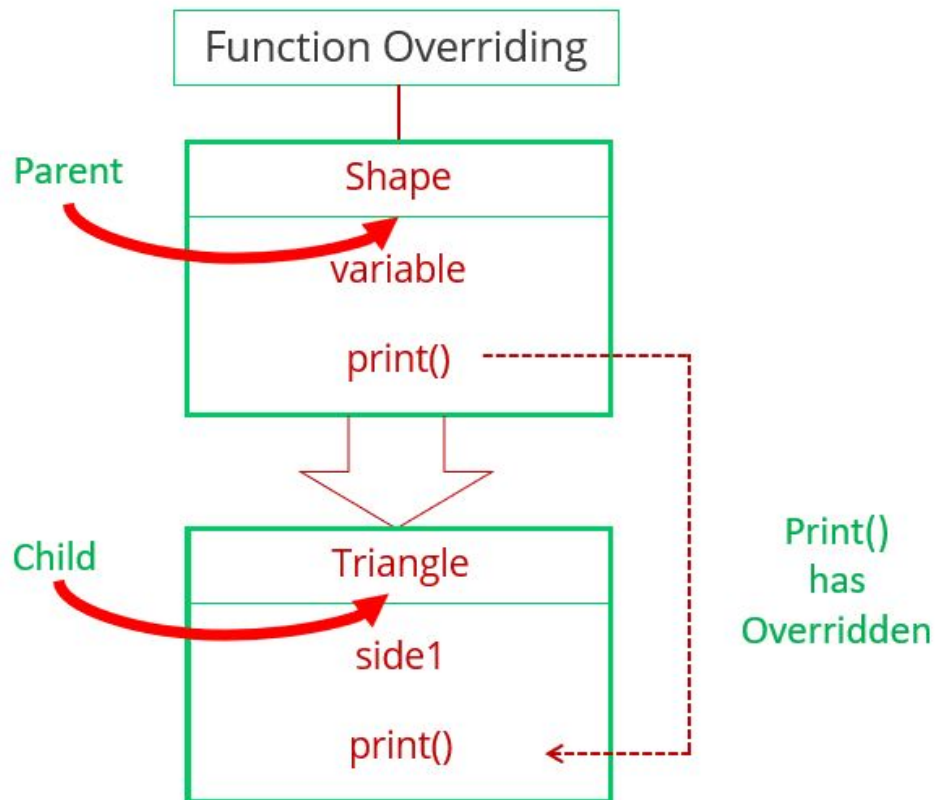 Function Overriding
Parent
Shape
variable
print()
Child
Triangle
side1
print()
Print()
has
Overridden